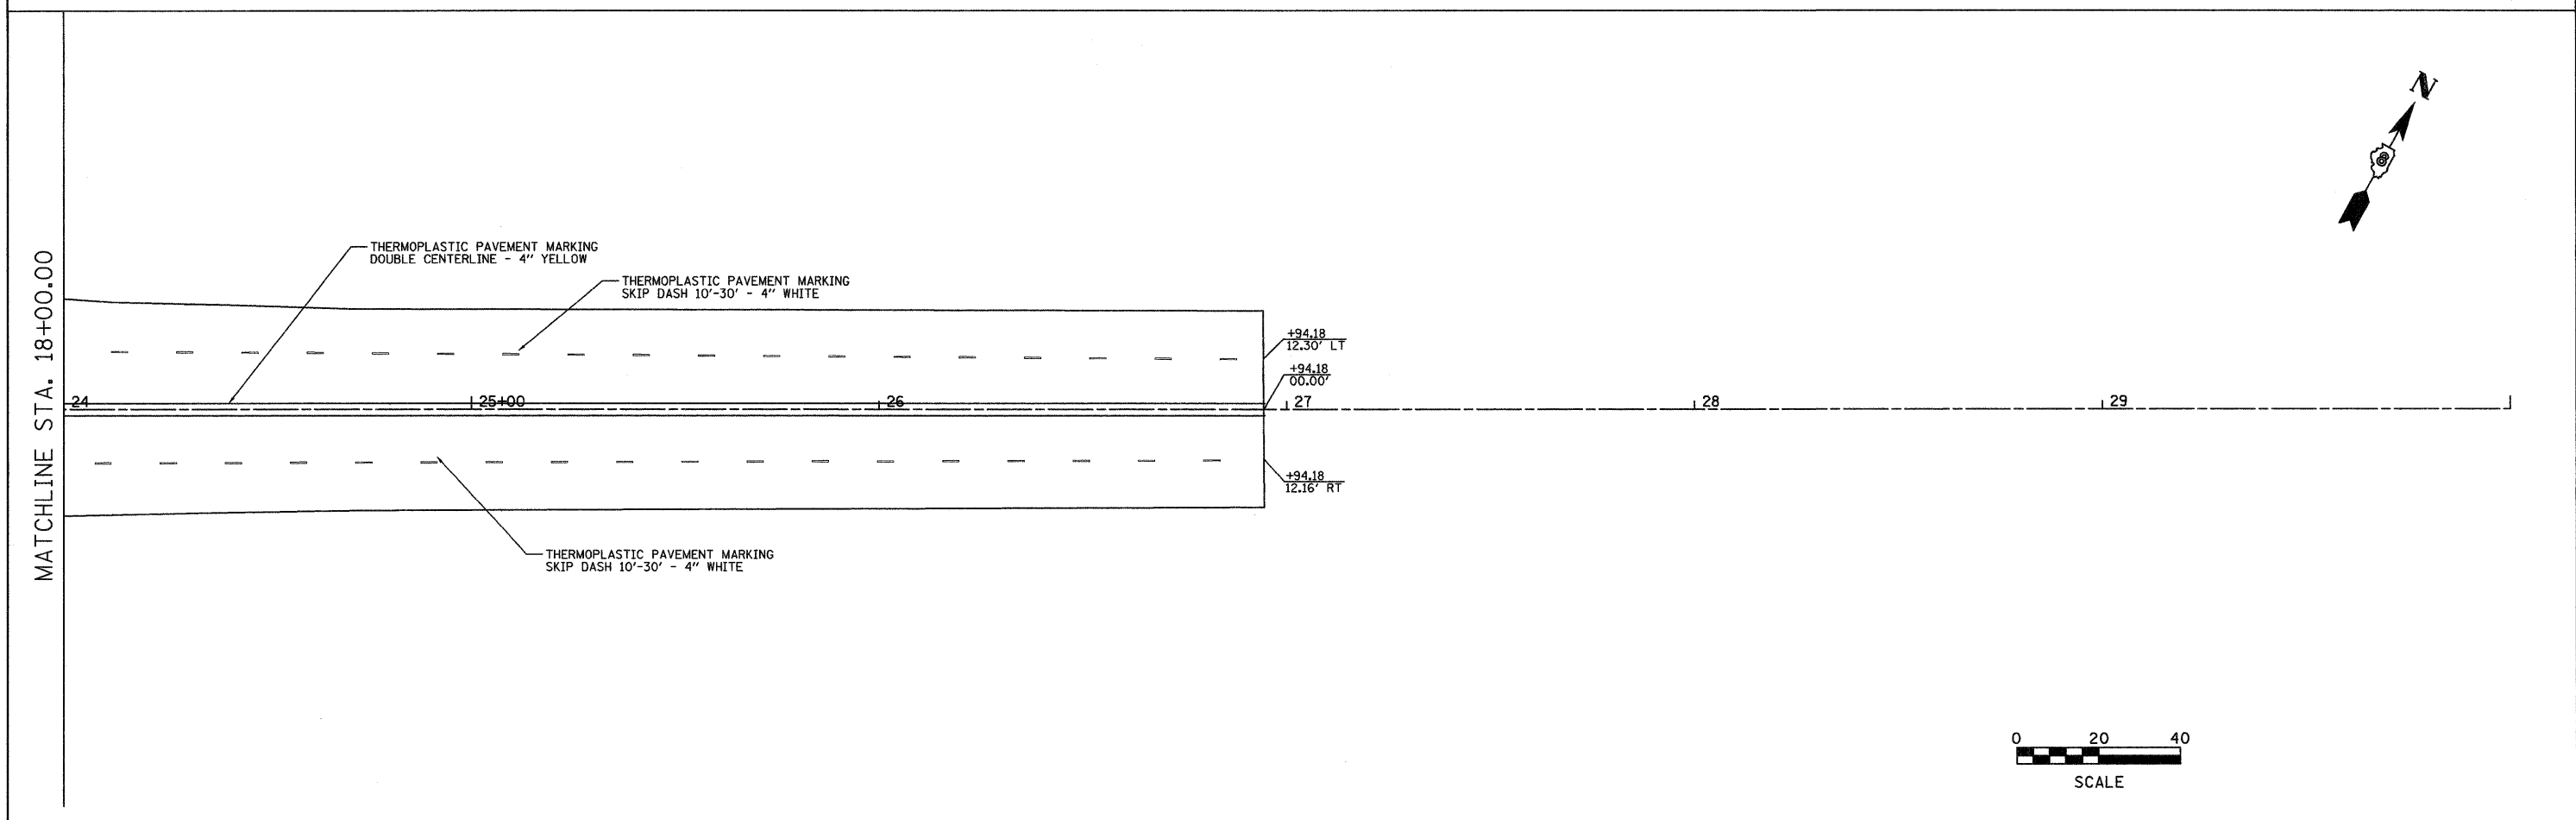 N
MATCHLINE STA. 18+00.00
THERMOPLASTIC PAVEMENT MARKING
DOUBLE CENTERLINE - 4" YELLOW
THERMOPLASTIC PAVEMENT MARKING
SKIP DASH 10'-30' - 4" WHITE
+94.18
12.30' LT
+94.18
00.00'
24
25+00
26
27
28
29
+94.18
12.16' RT
THERMOPLASTIC PAVEMENT MARKING
SKIP DASH 10'-30' - 4" WHITE
0 20 40
SCALE